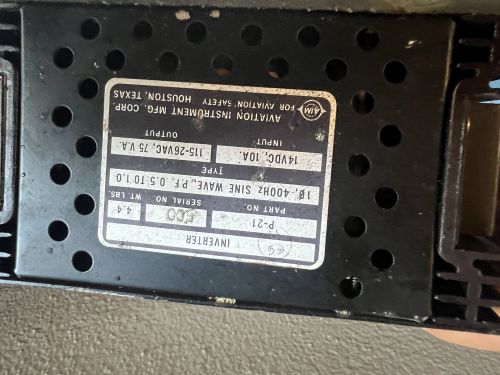 INVERTER
PART NO. SERIAL NO. WT. LBS.
P-21 500 4.4
TYPE
1Ø, 400Hz SINE WAVE, P.F. 0.5 TO 1.0
INPUT OUTPUT
14VDC, 10A. 115-26VAC, 75 V.A.
AIM
AVIATION INSTRUMENT MFG. CORP.
FOR AVIATION SAFETY HOUSTON, TEXAS